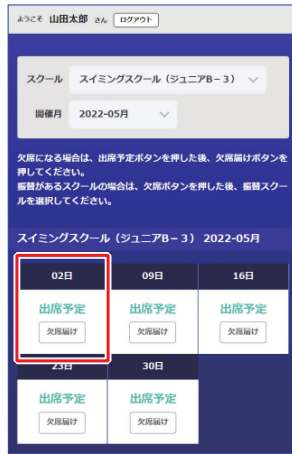 ようこそ 山田太郎 さん ログアウト
スクール スイミングスクール（ジュニアB－3）
開催月 2022-05月
欠席になる場合は、出席予定ボタンを押した後、欠席届けボタンを
押してください。
振替があるスクールの場合は、欠席ボタンを押した後、振替スクー
ルを選択してください。
スイミングスクール（ジュニアB－3） 2022-05月
02日 09日 16日
出席予定 出席予定 出席予定
欠席届け 欠席届け 欠席届け
23日 30日
出席予定 出席予定
欠席届け 欠席届け